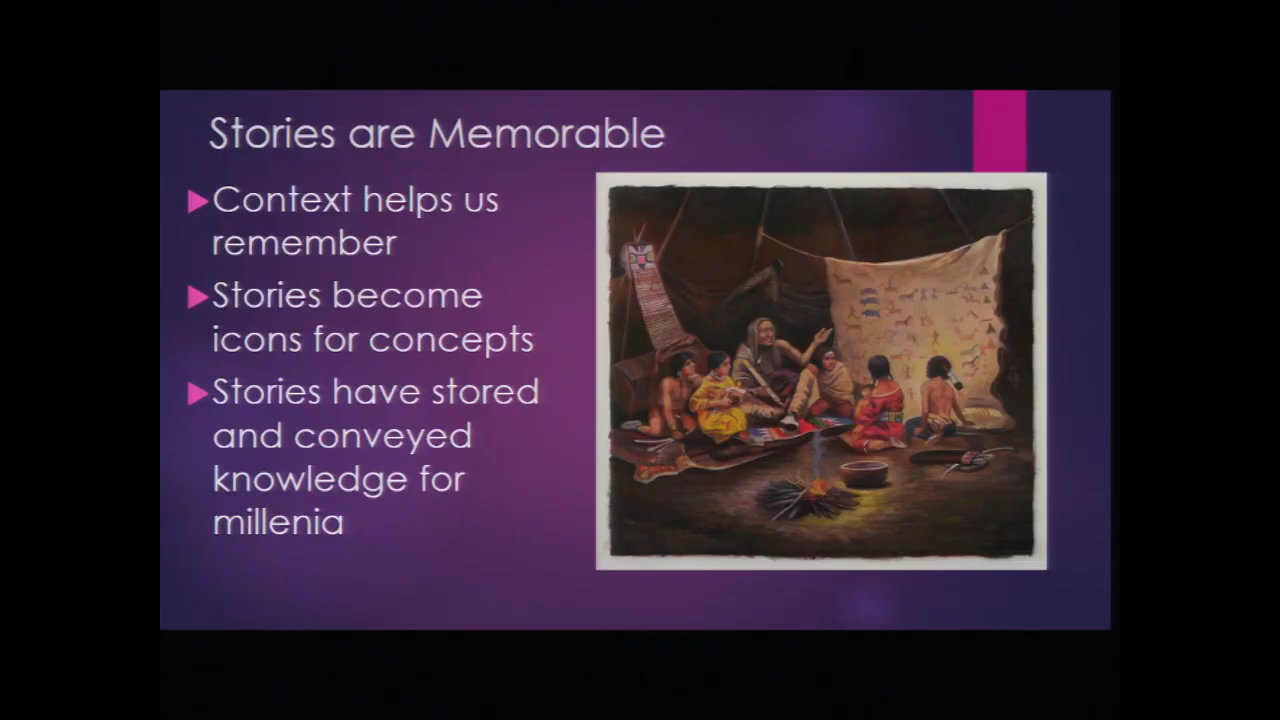 Stories are Memorable
Context helps us
remember
Stories become
icons for concepts
Stories have stored
and conveyed
knowledge for
millenia